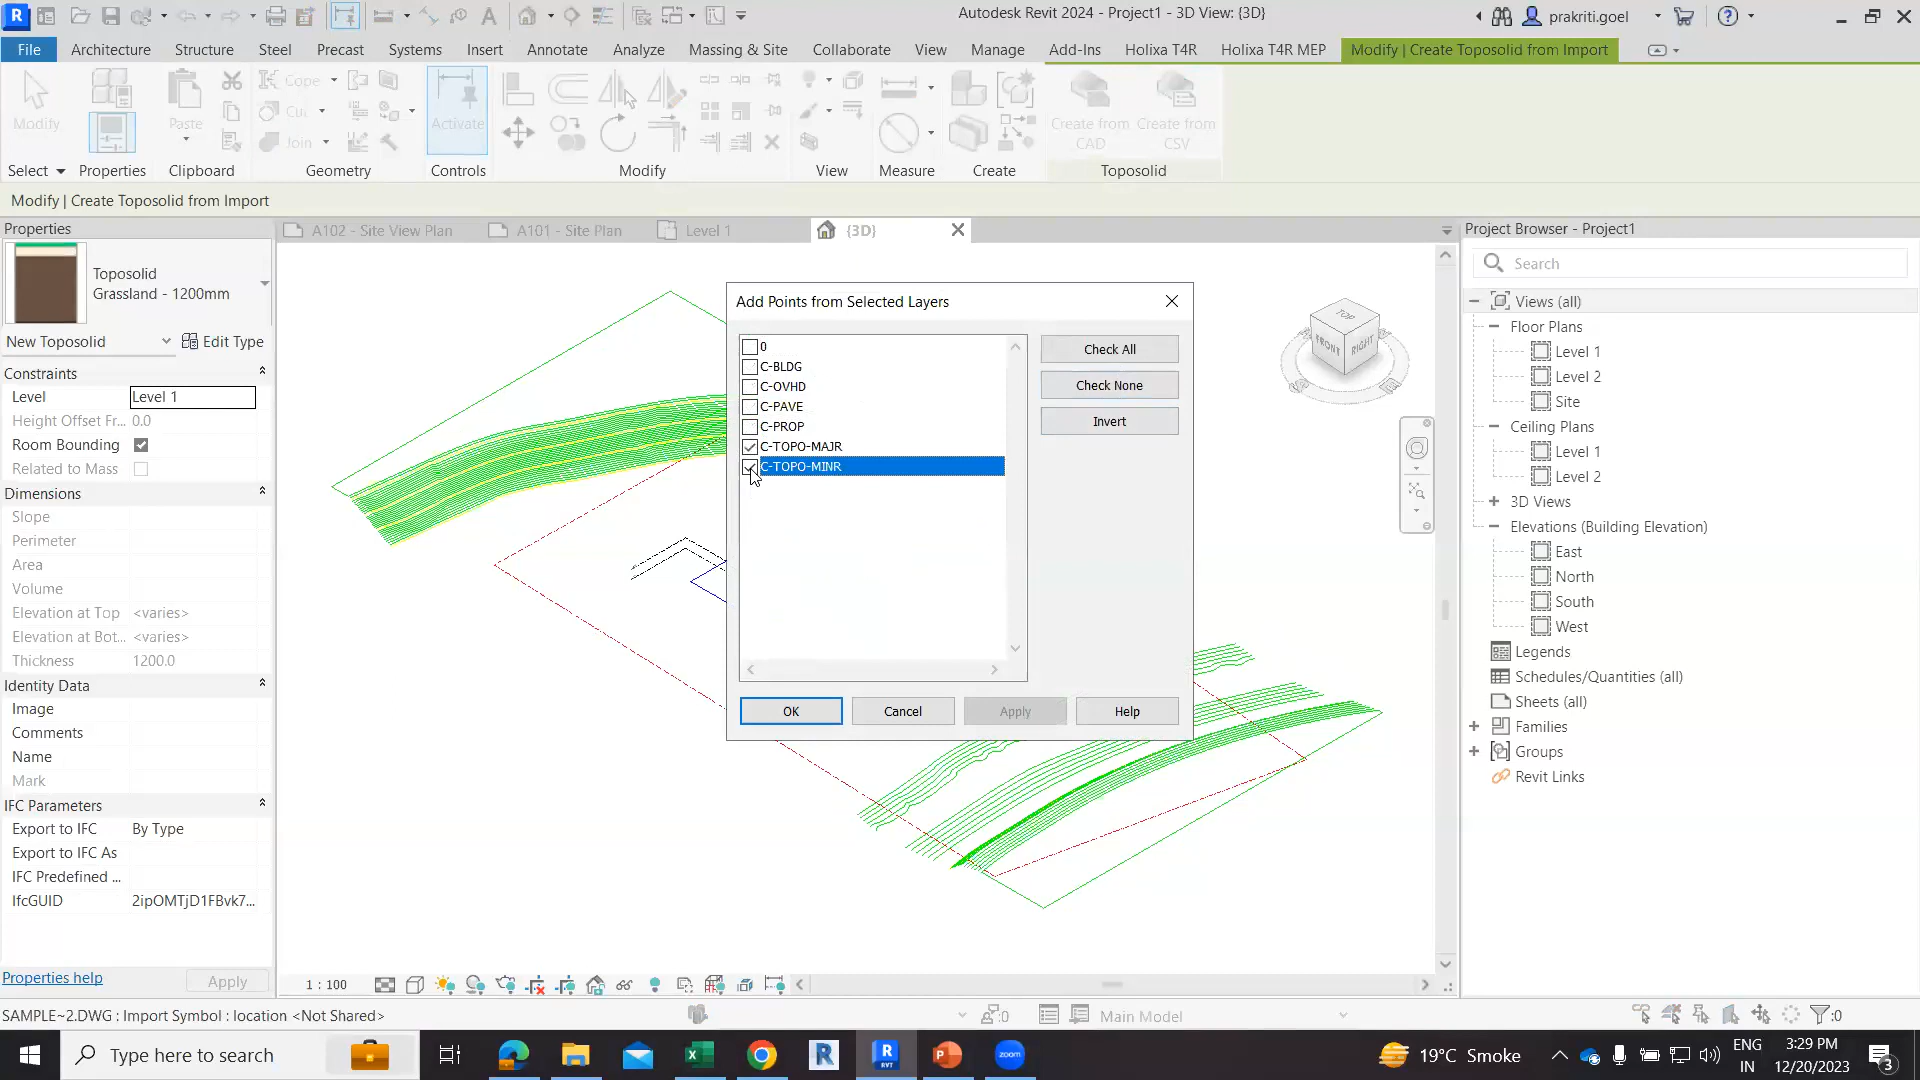 Autodesk Revit 2024 - Project1 - 3D View: {3D}
prakriti.goel
File Architecture Structure Steel Precast Systems Insert Annotate Analyze Massing & Site Collaborate View Manage Add-Ins Holixa T4R Holixa T4R MEP Modify | Create Toposolid from Import
Modify
Paste
Cope
Cut
Join
Activate
Create from CAD
Create from CSV
Select Properties Clipboard Geometry Controls Modify View Measure Create Toposolid
Modify | Create Toposolid from Import
Properties
A102 - Site View Plan
A101 - Site Plan
Level 1
{3D}
Project Browser - Project1
Toposolid
Grassland - 1200mm
New Toposolid
Edit Type
Constraints
Level Level 1
Height Offset Fr... 0.0
Room Bounding
Related to Mass
Dimensions
Slope
Perimeter
Area
Volume
Elevation at Top <varies>
Elevation at Bot... <varies>
Thickness 1200.0
Identity Data
Image
Comments
Name
Mark
IFC Parameters
Export to IFC By Type
Export to IFC As
IFC Predefined ...
IfcGUID 2ipOMTjD1FBvk7...
Properties help
Apply
Add Points from Selected Layers
0
C-BLDG
C-OVHD
C-PAVE
C-PROP
C-TOPO-MAJR
C-TOPO-MINR
Check All
Check None
Invert
OK
Cancel
Apply
Help
TOP
FRONT
RIGHT
Search
Views (all)
Floor Plans
Level 1
Level 2
Site
Ceiling Plans
Level 1
Level 2
3D Views
Elevations (Building Elevation)
East
North
South
West
Legends
Schedules/Quantities (all)
Sheets (all)
Families
Groups
Revit Links
1 : 100
SAMPLE~2.DWG : Import Symbol : location <Not Shared>
:0
Main Model
:0
Type here to search
zoom
19°C Smoke
ENG
IN
3:29 PM
12/20/2023
3